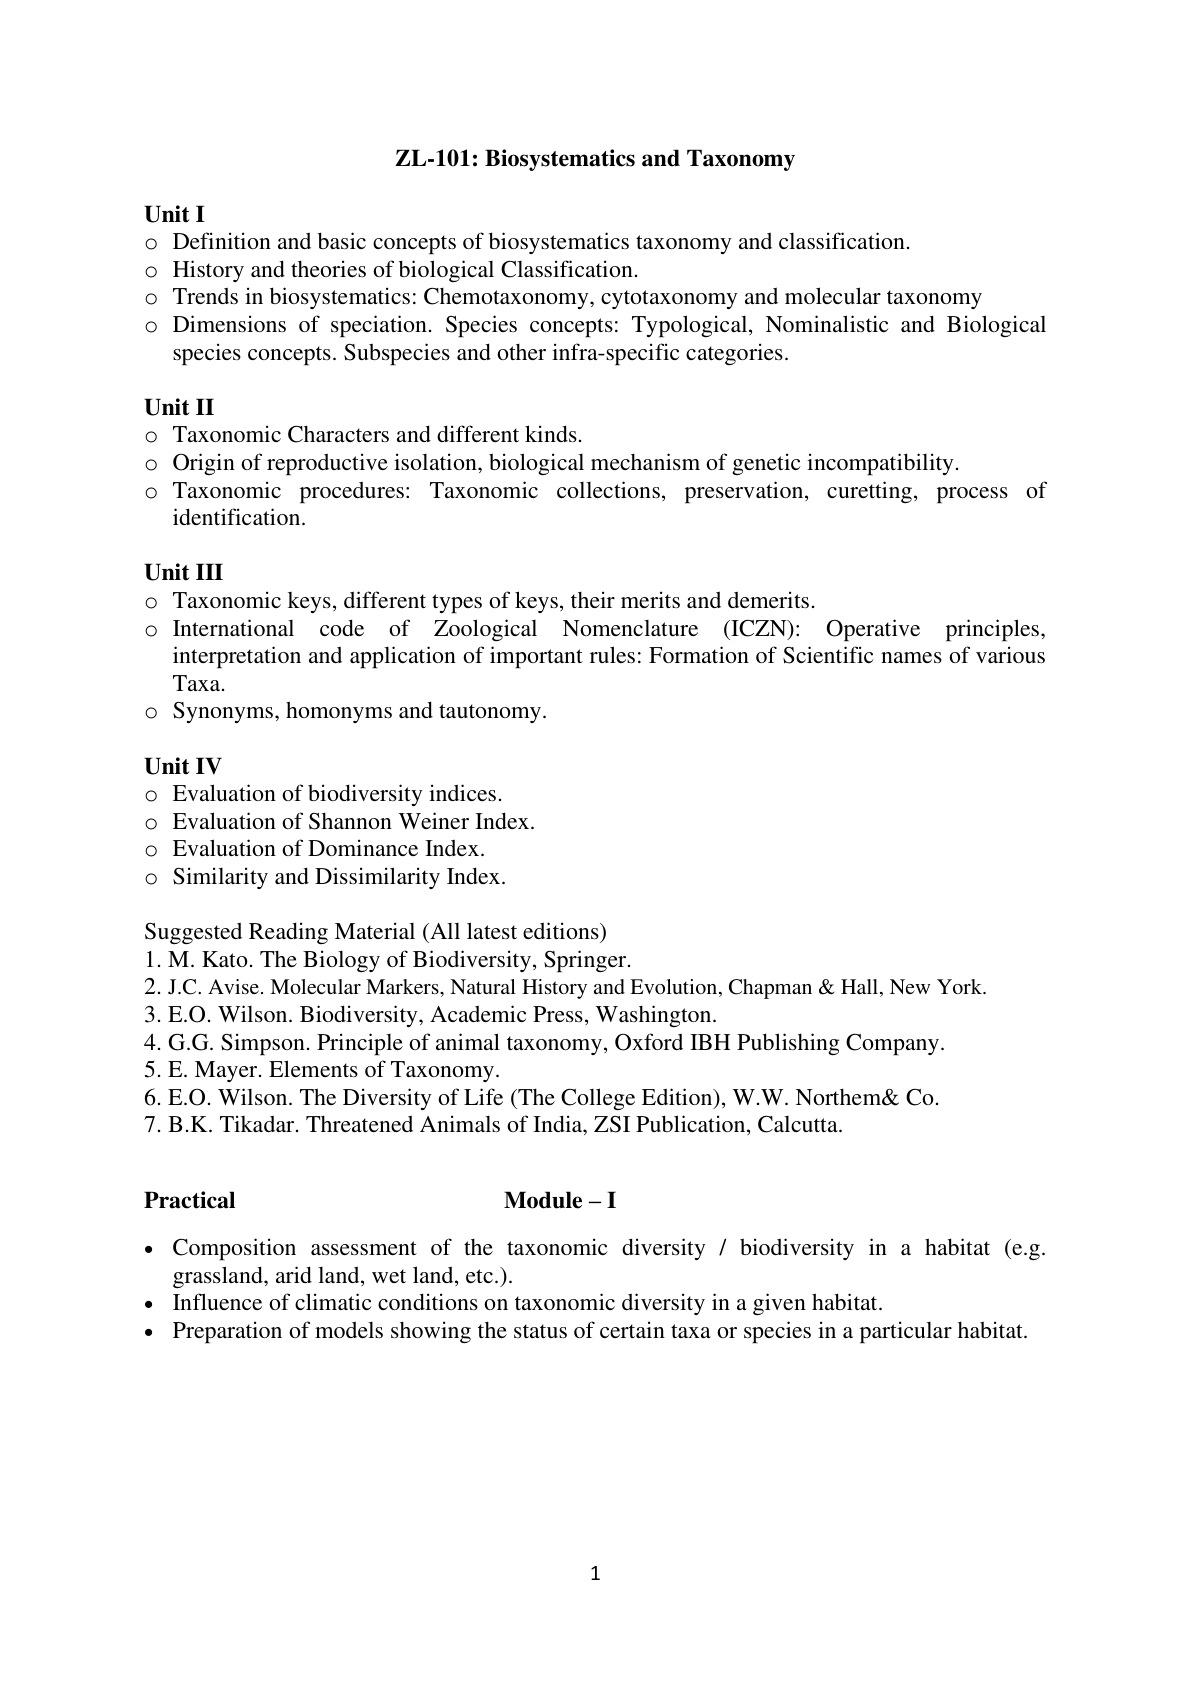 ZL-101: Biosystematics and Taxonomy
Unit I
o Definition and basic concepts of biosystematics taxonomy and classification.
o History and theories of biological Classification.
o Trends in biosystematics: Chemotaxonomy, cytotaxonomy and molecular taxonomy
o Dimensions of speciation. Species concepts: Typological, Nominalistic and Biological
species concepts. Subspecies and other infra-specific categories.
Unit II
o Taxonomic Characters and different kinds.
o Origin of reproductive isolation, biological mechanism of genetic incompatibility.
o Taxonomic procedures: Taxonomic collections, preservation, curetting, process of
identification.
Unit III
o Taxonomic keys, different types of keys, their merits and demerits.
o International code of Zoological Nomenclature (ICZN): Operative principles,
interpretation and application of important rules: Formation of Scientific names of various
Taxa.
o Synonyms, homonyms and tautonomy.
Unit IV
o Evaluation of biodiversity indices.
o Evaluation of Shannon Weiner Index.
o Evaluation of Dominance Index.
o Similarity and Dissimilarity Index.
Suggested Reading Material (All latest editions)
1. M. Kato. The Biology of Biodiversity, Springer.
2. J.C. Avise. Molecular Markers, Natural History and Evolution, Chapman & Hall, New York.
3. E.O. Wilson. Biodiversity, Academic Press, Washington.
4. G.G. Simpson. Principle of animal taxonomy, Oxford IBH Publishing Company.
5. E. Mayer. Elements of Taxonomy.
6. E.O. Wilson. The Diversity of Life (The College Edition), W.W. Northem& Co.
7. B.K. Tikadar. Threatened Animals of India, ZSI Publication, Calcutta.
Practical Module – I
• Composition assessment of the taxonomic diversity / biodiversity in a habitat (e.g.
grassland, arid land, wet land, etc.).
• Influence of climatic conditions on taxonomic diversity in a given habitat.
• Preparation of models showing the status of certain taxa or species in a particular habitat.
1